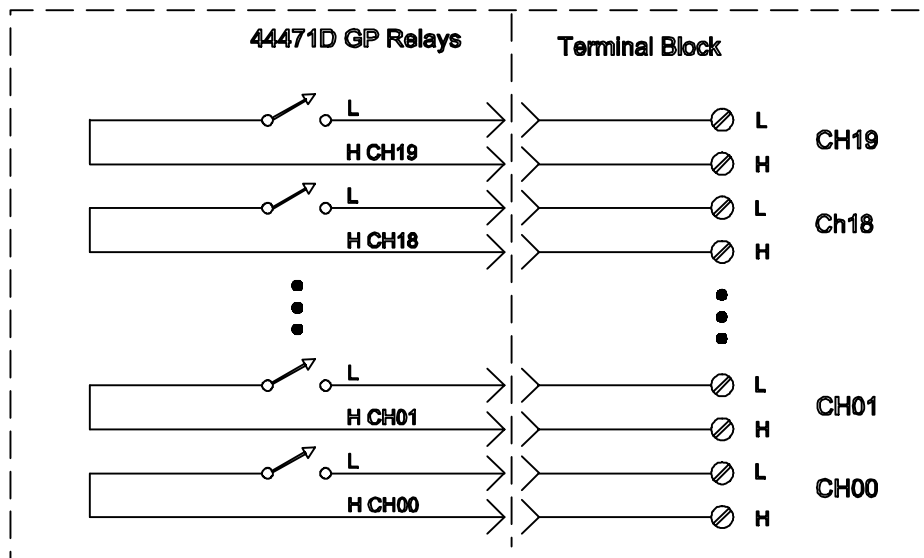 44471D GP Relays
Terminal Block
L
L
CH19
H CH19
H
L
L
Ch18
H CH18
H
L
L
CH01
H CH01
H
L
L
CH00
H CH00
H